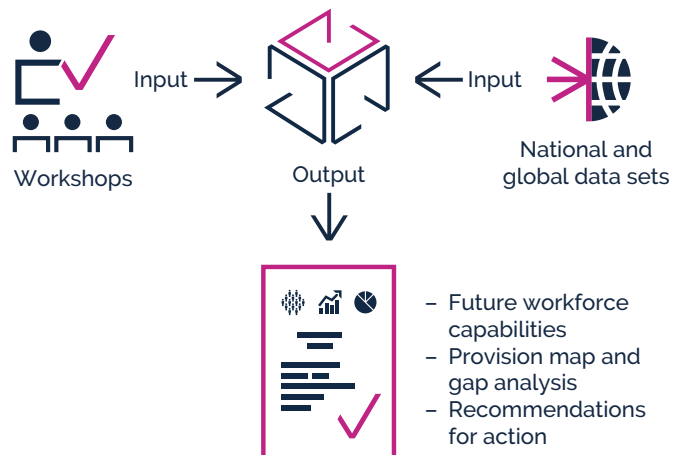 Input
Input
Workshops
Output
National and
global data sets
– Future workforce
capabilities
– Provision map and
gap analysis
– Recommendations
for action